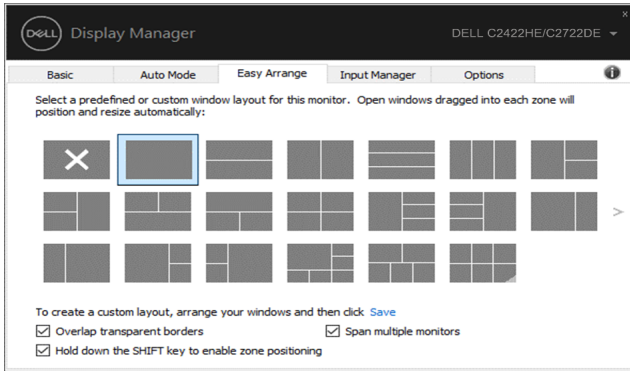 DELL Display Manager
DELL C2422HE/C2722DE
Basic Auto Mode Easy Arrange Input Manager Options
Select a predefined or custom window layout for this monitor. Open windows dragged into each zone will
position and resize automatically:
To create a custom layout, arrange your windows and then click Save
Overlap transparent borders
Span multiple monitors
Hold down the SHIFT key to enable zone positioning